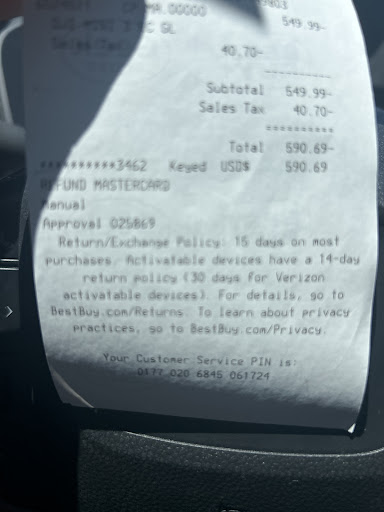 549.99-
Sales Tax
40.70-
Subtotal 549.99-
Sales Tax 40.70-
Total 590.69-
**********3462 Keyed USD$ 590.69
REFUND MASTERCARD
Manual
Approval 025869
Return/Exchange Policy: 15 days on most
purchases. Activatable devices have a 14-day
return policy (30 days for Verizon
activatable devices). For details, go to
BestBuy.com/Returns. To learn about privacy
practices, go to BestBuy.com/Privacy.
Your Customer Service PIN is:
0177 020 6845 061724